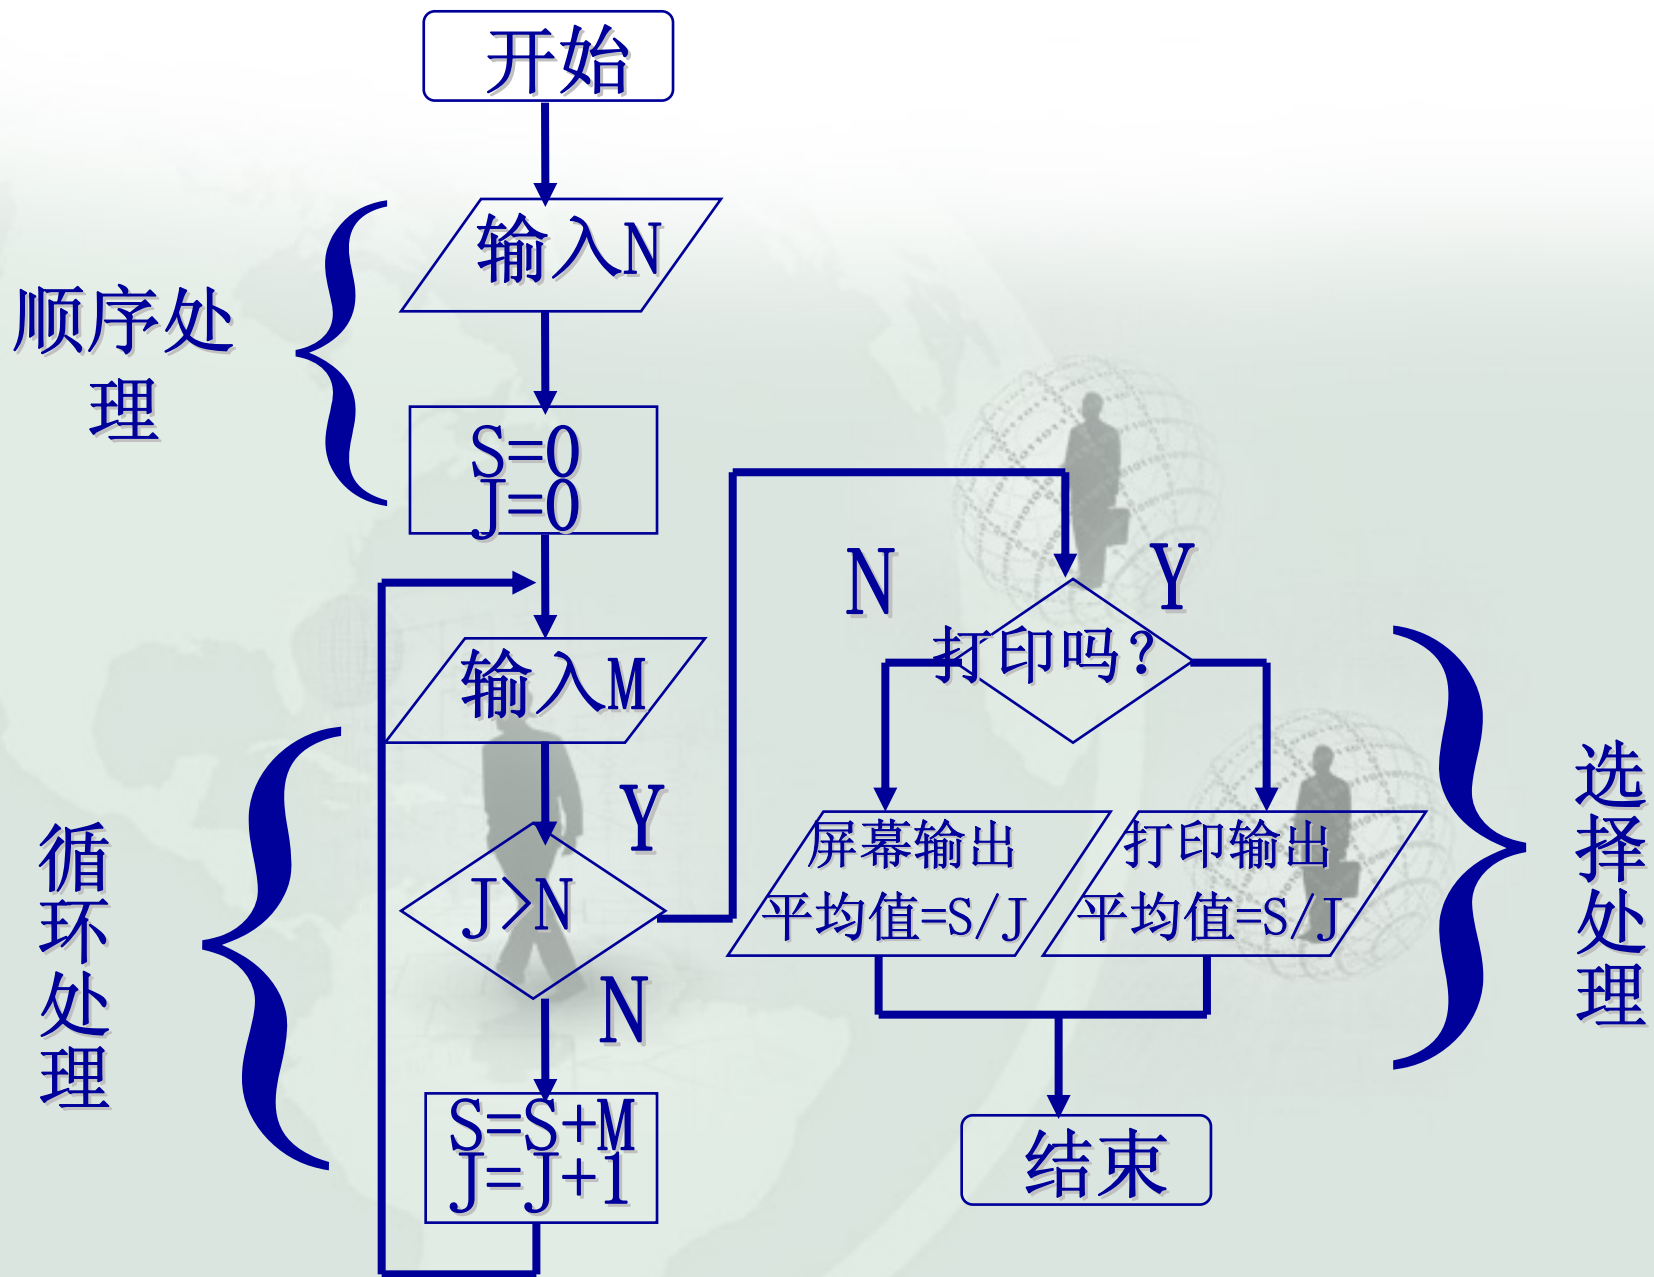 开始
输入N
顺序处
理
S=0
J=0
输入M
循
环
处
理
J>N
Y
N
S=S+M
J=J+1
打印吗?
N
Y
屏幕输出
平均值=S/J
打印输出
平均值=S/J
选
择
处
理
结束